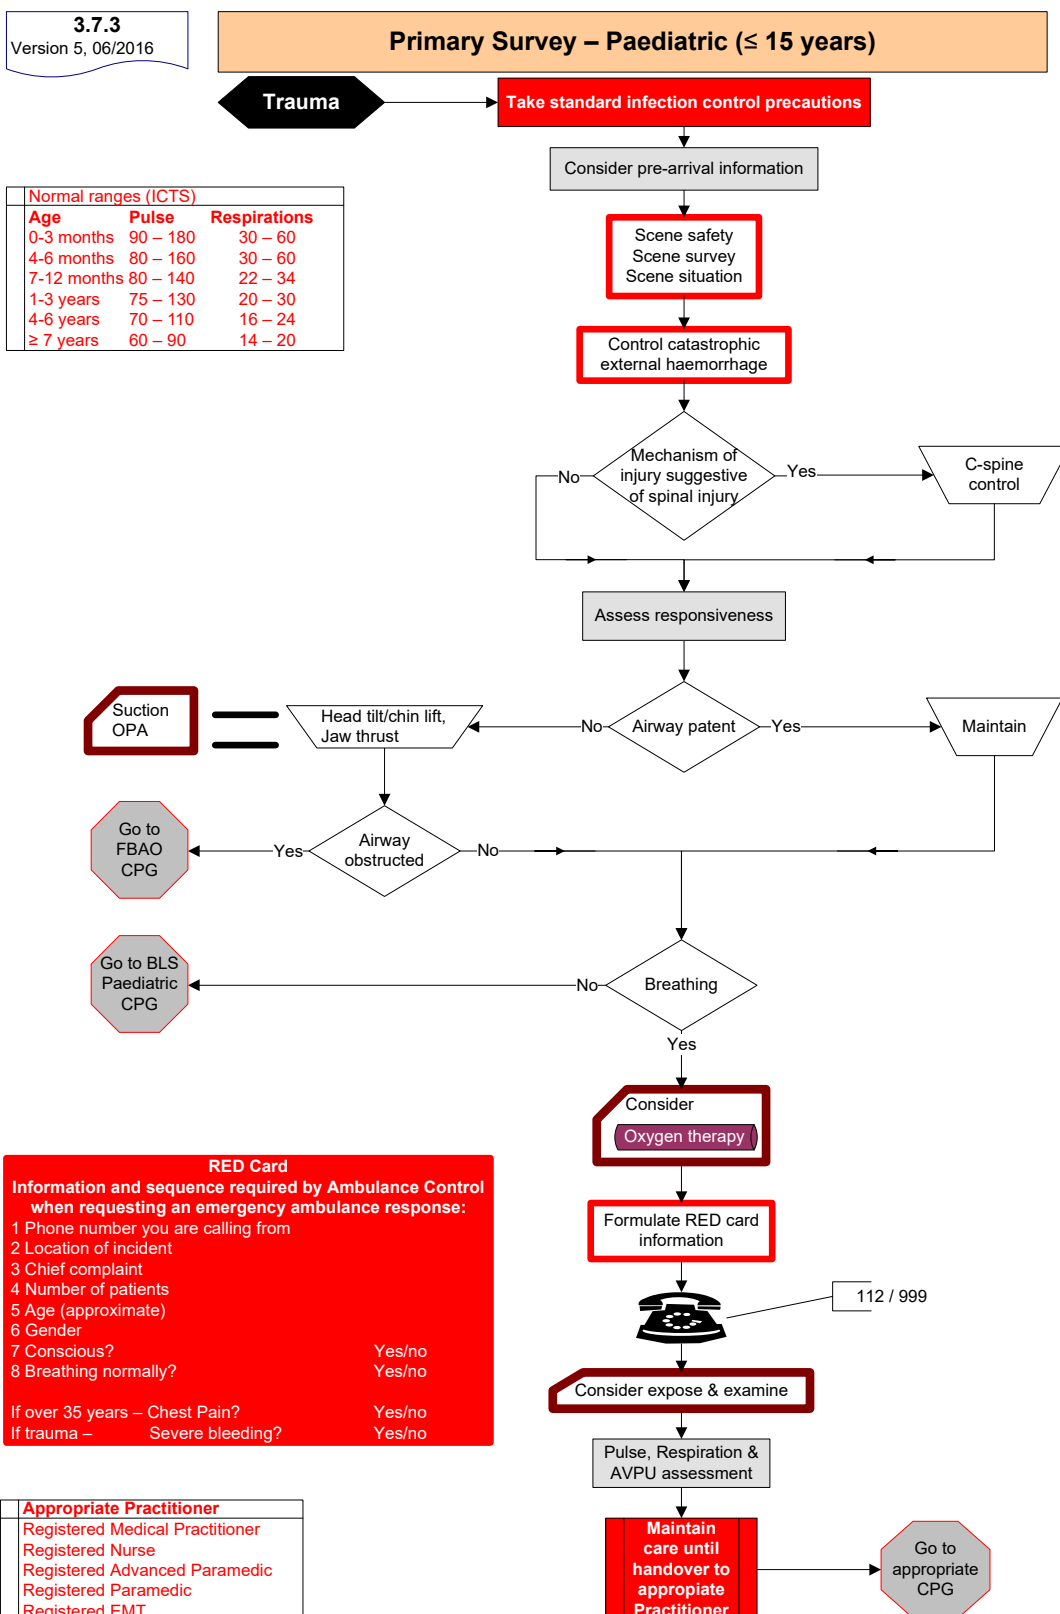 3.7.3
Version 5, 06/2016
Primary Survey – Paediatric (≤ 15 years)
Trauma
Take standard infection control precautions
Consider pre-arrival information
Normal ranges (ICTS)
Age Pulse Respirations
0-3 months 90 – 180 30 – 60
4-6 months 80 – 160 30 – 60
7-12 months 80 – 140 22 – 34
1-3 years 75 – 130 20 – 30
4-6 years 70 – 110 16 – 24
≥ 7 years 60 – 90 14 – 20
Scene safety
Scene survey
Scene situation
Control catastrophic
external haemorrhage
Mechanism of
injury suggestive
of spinal injury
No
Yes
C-spine
control
Assess responsiveness
Suction
OPA
Head tilt/chin lift,
Jaw thrust
No
Airway patent
Yes
Maintain
Go to
FBAO
CPG
Yes
Airway
obstructed
No
Go to BLS
Paediatric
CPG
No
Breathing
Yes
Consider
Oxygen therapy
RED Card
Information and sequence required by Ambulance Control
when requesting an emergency ambulance response:
1 Phone number you are calling from
2 Location of incident
3 Chief complaint
4 Number of patients
5 Age (approximate)
6 Gender
7 Conscious? Yes/no
8 Breathing normally? Yes/no
If over 35 years – Chest Pain? Yes/no
If trauma – Severe bleeding? Yes/no
Formulate RED card
information
112 / 999
Consider expose & examine
Pulse, Respiration &
AVPU assessment
Appropriate Practitioner
Registered Medical Practitioner
Registered Nurse
Registered Advanced Paramedic
Registered Paramedic
Registered EMT
Maintain
care until
handover to
appropiate
Practitioner
Go to
appropriate
CPG